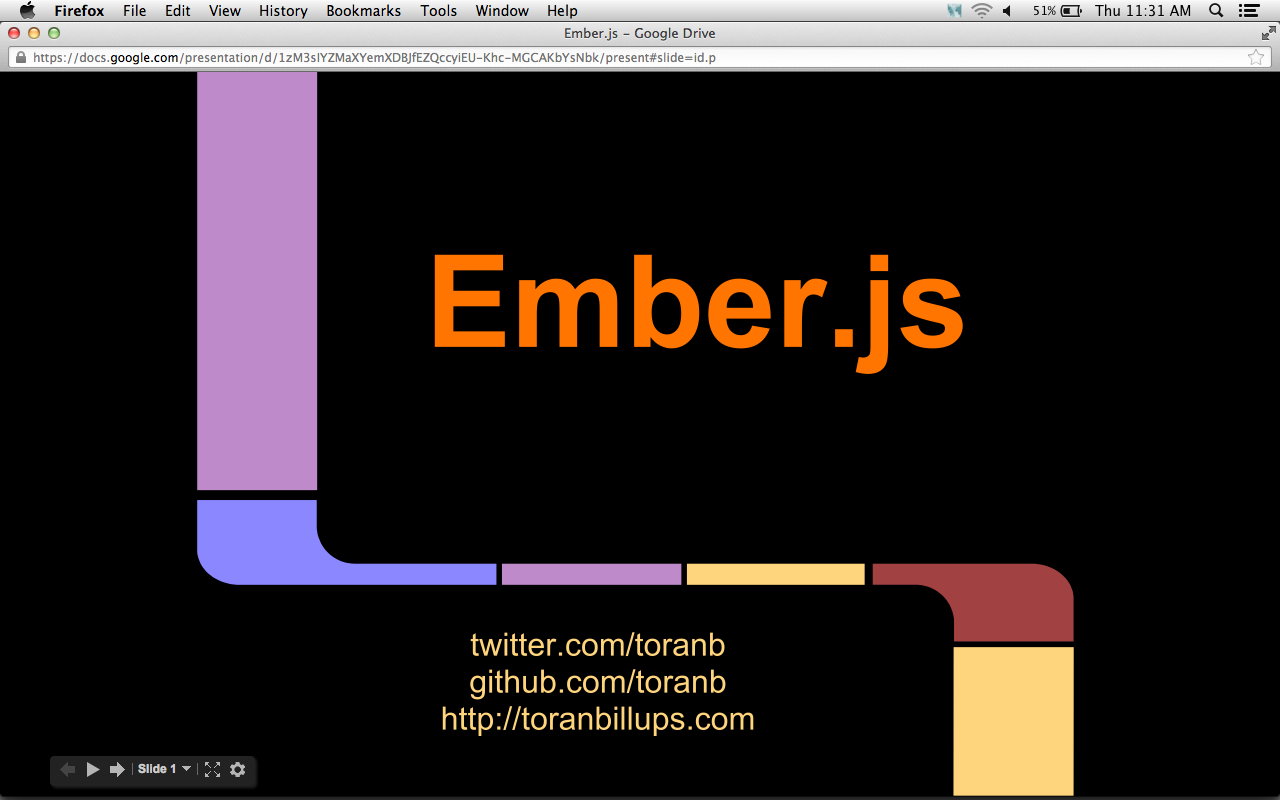 Firefox File Edit View History Bookmarks Tools Window Help 51% Thu 11:31 AM
Ember.js – Google Drive
https://docs.google.com/presentation/d/1zM3sIYZMaXYemXDBJfEZQccyiEU-Khc-MGCAKbYsNbk/present#slide=id.p
Ember.js
twitter.com/toranb
github.com/toranb
http://toranbillups.com
Slide 1